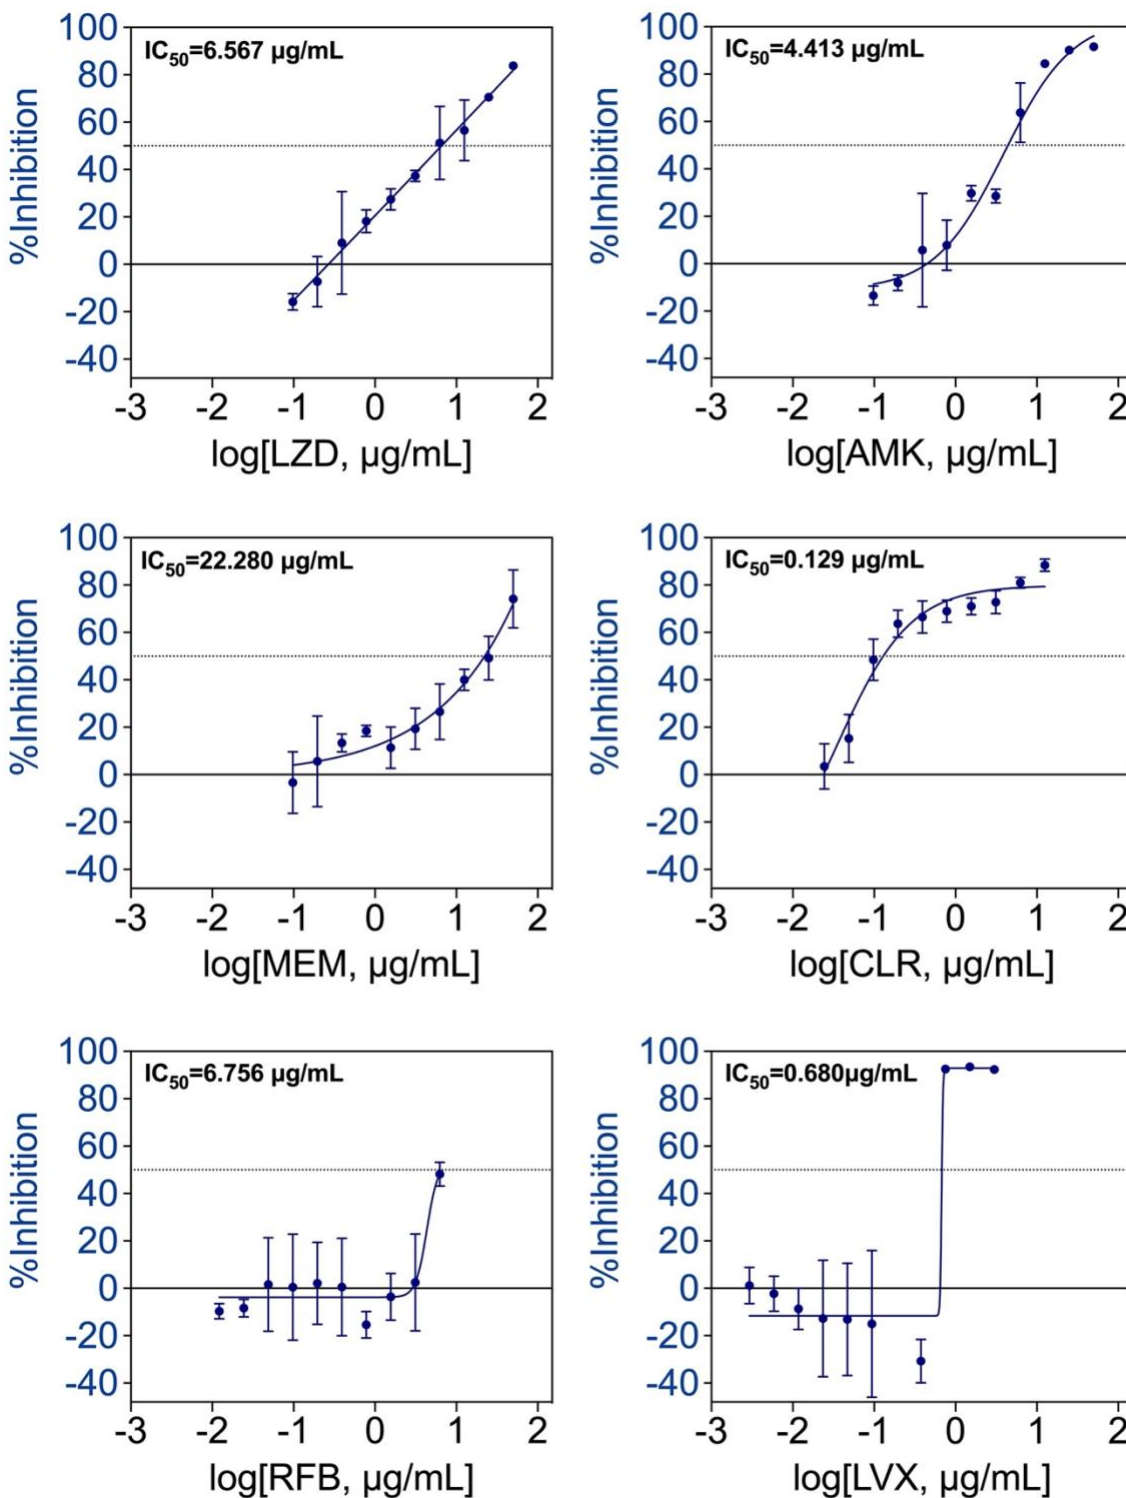 100
80
60
40
20
0
-20
-40
%Inhibition
IC50=6.567 µg/mL
-3 -2 -1 0 1 2
log[LZD, µg/mL]
100
80
60
40
20
0
-20
-40
%Inhibition
IC50=4.413 µg/mL
-3 -2 -1 0 1 2
log[AMK, µg/mL]
100
80
60
40
20
0
-20
-40
%Inhibition
IC50=22.280 µg/mL
-3 -2 -1 0 1 2
log[MEM, µg/mL]
100
80
60
40
20
0
-20
-40
%Inhibition
IC50=0.129 µg/mL
-3 -2 -1 0 1 2
log[CLR, µg/mL]
100
80
60
40
20
0
-20
-40
%Inhibition
IC50=6.756 µg/mL
-3 -2 -1 0 1 2
log[RFB, µg/mL]
100
80
60
40
20
0
-20
-40
%Inhibition
IC50=0.680µg/mL
-3 -2 -1 0 1 2
log[LVX, µg/mL]